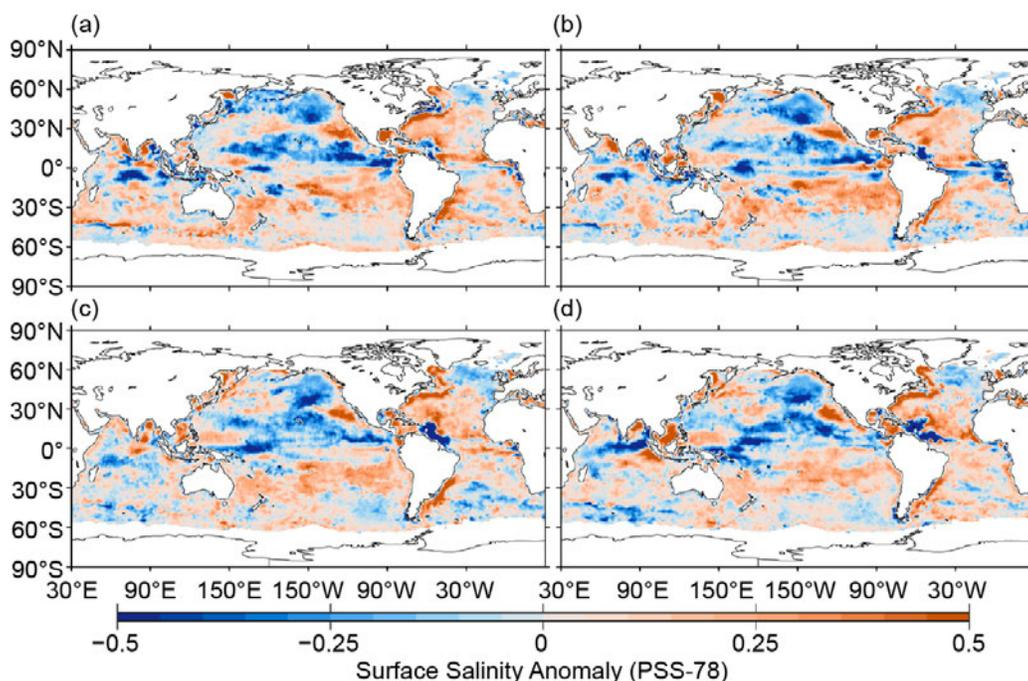 (a) (b)
90°N
60°N
30°N
0°
30°S
60°S
90°S
(c) (d)
90°N
60°N
30°N
0°
30°S
60°S
90°S
30°E 90°E 150°E 150°W 90°W 30°W 30°E 90°E 150°E 150°W 90°W 30°W
−0.5 −0.25 0 0.25 0.5
Surface Salinity Anomaly (PSS-78)